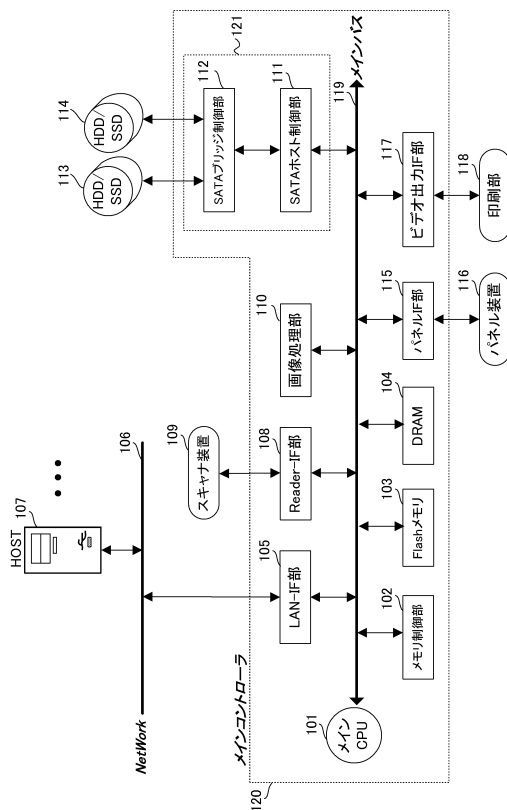 HOST
107
106
NetWork
109
スキャナ装置
113
HDD/
SSD
114
HDD/
SSD
121
112
SATAブリッジ制御部
111
SATAホスト制御部
メインコントローラ
105
LAN-IF部
108
Reader-IF部
110
画像処理部
119
メインバス
101
メイン
CPU
102
メモリ制御部
103
Flashメモリ
104
DRAM
115
パネルIF部
117
ビデオ出力IF部
120
116
パネル装置
118
印刷部